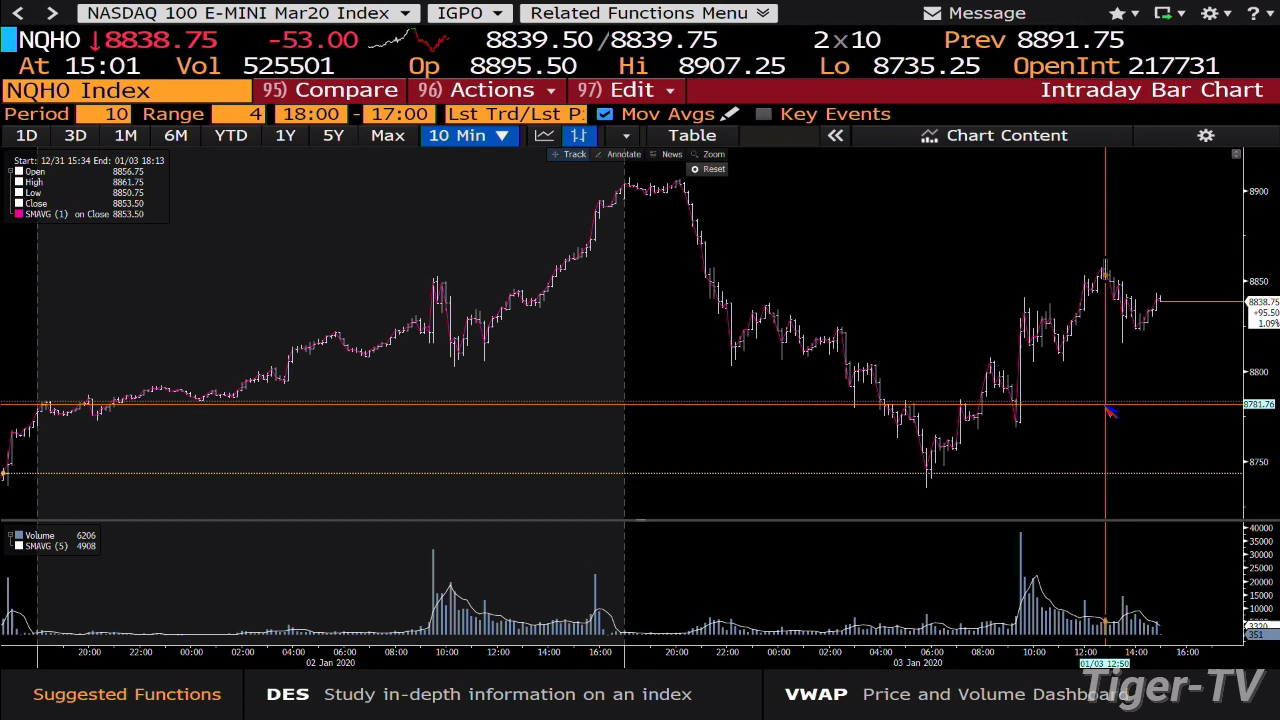 NASDAQ 100 E-MINI Mar20 Index IGPO Related Functions Menu Message
NQH0 ↓8838.75 -53.00 8839.50/8839.75 2x10 Prev 8891.75
At 15:01 Vol 525501 Op 8895.50 Hi 8907.25 Lo 8735.25 OpenInt 217731
NQH0 Index 95) Compare 96) Actions 97) Edit Intraday Bar Chart
Period 10 Range 4 18:00 - 17:00 Lst Trd/Lst P Mov Avgs Key Events
1D 3D 1M 6M YTD 1Y 5Y Max 10 Min ▼ Table « Chart Content
Track Annotate News Zoom
Reset
Start: 12/31 15:34 End: 01/03 18:13
Open 8856.75
High 8861.75
Low 8850.75
Close 8853.50
SMAVG (1) on Close 8853.50
8900
8850
8838.75
+95.50
1.09%
8800
8781.76
8750
Volume 6206
SMAVG (5) 4908
40000
35000
30000
25000
20000
15000
10000
3320
351
20:00 22:00 00:00 02:00 04:00 06:00 08:00 10:00 12:00 14:00 16:00 20:00 22:00 00:00 02:00 04:00 06:00 08:00 10:00 12:00 14:00 16:00
02 Jan 2020 03 Jan 2020 01/03 12:50
Suggested Functions DES Study in-depth information on an index VWAP Price and Volume Dashboard
Tiger-TV